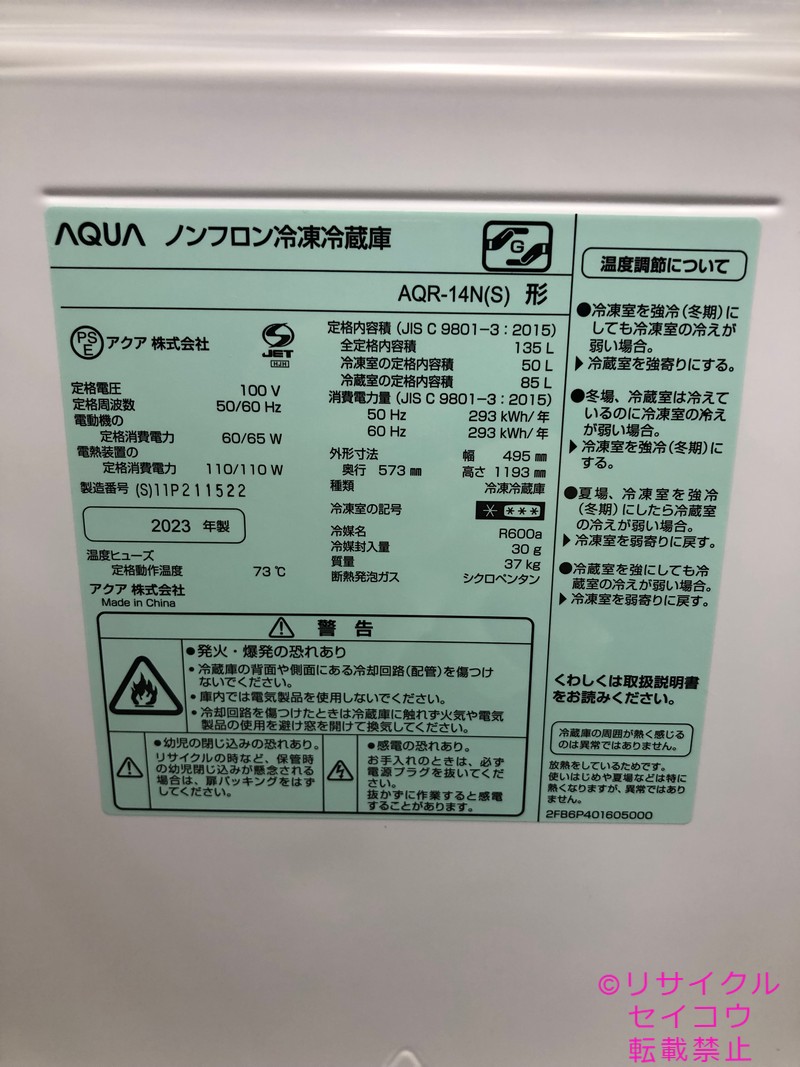 AQUA ノンフロン冷凍冷蔵庫
G
AQR-14N(S) 形
PS
E
アクア 株式会社
JET
HJH
定格電圧 100 V
定格周波数 50/60 Hz
電動機の
定格消費電力 60/65 W
電熱装置の
定格消費電力 110/110 W
製造番号 (S)11P211522
2023 年製
温度ヒューズ
定格動作温度 73 ℃
アクア 株式会社
Made in China
定格内容積 (JIS C 9801-3 : 2015)
全定格内容積 135 L
冷凍室の定格内容積 50 L
冷蔵室の定格内容積 85 L
消費電力量 (JIS C 9801-3 : 2015)
50 Hz 293 kWh/年
60 Hz 293 kWh/年
外形寸法 幅 495 ㎜
奥行 573 ㎜ 高さ 1193 ㎜
種類 冷凍冷蔵庫
冷凍室の記号
冷媒名 R600a
冷媒封入量 30 g
質量 37 kg
断熱発泡ガス シクロペンタン
警 告
●発火・爆発の恐れあり
・冷蔵庫の背面や側面にある冷却回路(配管)を傷つけ
ないでください。
・庫内では電気製品を使用しないでください。
・冷却回路を傷つけたときは冷蔵庫に触れず火気や電気
製品の使用を避け窓を開けて換気してください。
●幼児の閉じ込みの恐れあり。
リサイクルの時など、保管時
の幼児閉じ込みが懸念される
場合は、扉パッキングをはず
してください。
●感電の恐れあり。
お手入れのときは、必ず
電源プラグを抜いてくだ
さい。
抜かずに作業すると感電
することがあります。
温度調節について
●冷凍室を強冷(冬期)に
しても冷凍室の冷えが
弱い場合。
▶冷蔵室を強寄りにする。
●冬場、冷蔵室は冷えて
いるのに冷凍室の冷え
が弱い場合。
▶冷凍室を強冷(冬期)に
する。
●夏場、冷凍室を強冷
(冬期)にしたら冷蔵室
の冷えが弱い場合。
▶冷凍室を弱寄りに戻す。
●冷蔵室を強にしても冷
蔵室の冷えが弱い場合。
▶冷凍室を弱寄りに戻す。
くわしくは取扱説明書
をお読みください。
冷蔵庫の周囲が熱く感じる
のは異常ではありません。
放熱をしているためです。
使いはじめや夏場などは特に
熱くなりますが、異常ではあり
ません。
2FB6P401605000
©リサイクル
セイコウ
転載禁止